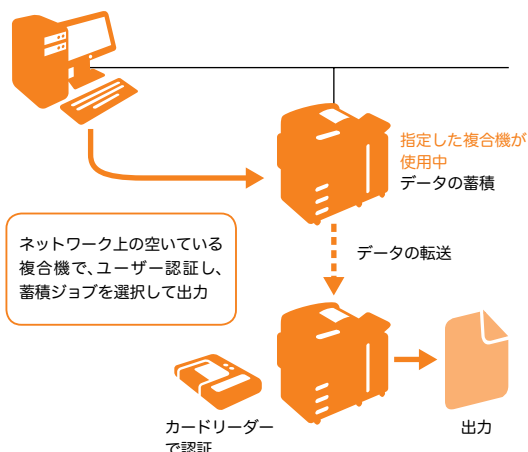 指定した複合機が
使用中
データの蓄積
ネットワーク上の空いている
複合機で、ユーザー認証し、
蓄積ジョブを選択して出力
データの転送
カードリーダー
で認証
出力